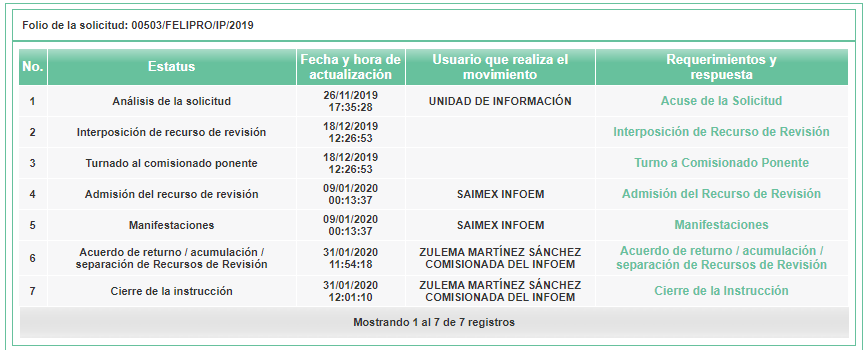 Folio de la solicitud: 00503/FELIPRO/IP/2019
No. Estatus Fecha y hora de actualización Usuario que realiza el movimiento Requerimientos y respuesta
1 Análisis de la solicitud 26/11/2019 17:35:28 UNIDAD DE INFORMACIÓN Acuse de la Solicitud
2 Interposición de recurso de revisión 18/12/2019 12:26:53 Interposición de Recurso de Revisión
3 Turnado al comisionado ponente 18/12/2019 12:26:53 Turno a Comisionado Ponente
4 Admisión del recurso de revisión 09/01/2020 00:13:37 SAIMEX INFOEM Admisión del Recurso de Revisión
5 Manifestaciones 09/01/2020 00:13:37 SAIMEX INFOEM Manifestaciones
6 Acuerdo de returno / acumulación / separación de Recursos de Revisión 31/01/2020 11:54:18 ZULEMA MARTÍNEZ SÁNCHEZ COMISIONADA DEL INFOEM Acuerdo de returno / acumulación / separación de Recursos de Revisión
7 Cierre de la instrucción 31/01/2020 12:01:10 ZULEMA MARTÍNEZ SÁNCHEZ COMISIONADA DEL INFOEM Cierre de la Instrucción
Mostrando 1 al 7 de 7 registros